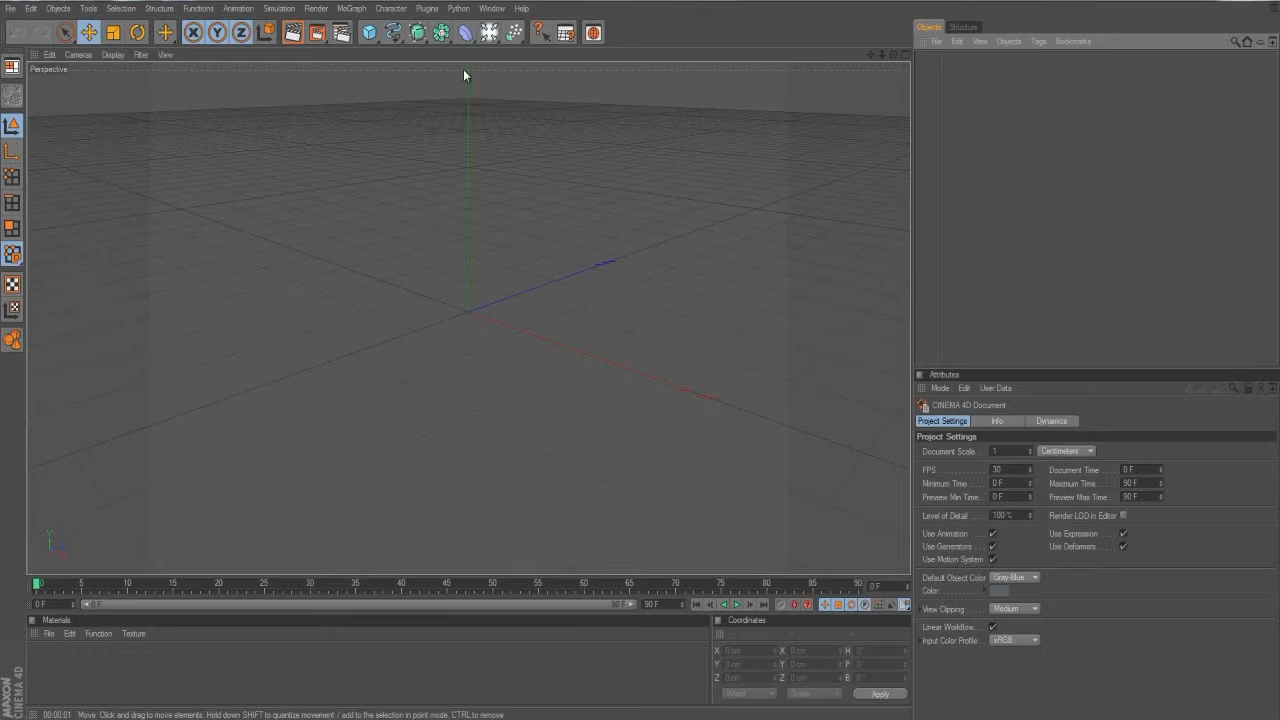 File Edit Objects Tools Selection Structure Functions Animation Simulation Render MoGraph Character Plugins Python Window Help
Objects Structure
File Edit View Objects Tags Bookmarks
Edit Cameras Display Filter View
Perspective
X Y Z
Y
Attributes
Mode Edit User Data
CINEMA 4D Document
Project Settings Info Dynamics
Project Settings
Document Scale 1 Centimeters
FPS 30 Document Time 0 F
Minimum Time 0 F Maximum Time 90 F
Preview Min Time 0 F Preview Max Time 90 F
Level of Detail 100 % Render LOD in Editor
Use Animation Use Expression
Use Generators Use Deformers
Use Motion System
Default Object Color Gray-Blue
Color
View Clipping Medium
Linear Workflow
Input Color Profile sRGB
0 5 10 15 20 25 30 35 40 45 50 55 60 65 70 75 80 85 90 0 F
0 F 0 F 90 F 90 F
Materials
File Edit Function Texture
Coordinates
X 0 cm X 0 cm H 0 °
Y 0 cm Y 0 cm P 0 °
Z 0 cm Z 0 cm B 0 °
World Scale Apply
MAXON CINEMA 4D
00:00:01 Move: Click and drag to move elements. Hold down SHIFT to quantize movement / add to the selection in point mode, CTRL to remove.